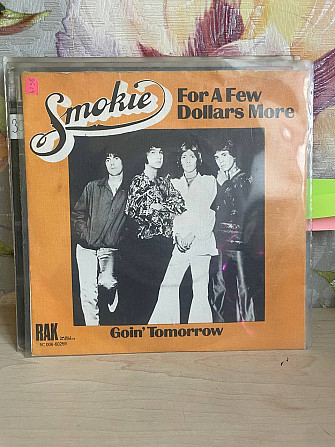 Smokie
For A Few
Dollars More
Goin' Tomorrow
RAK